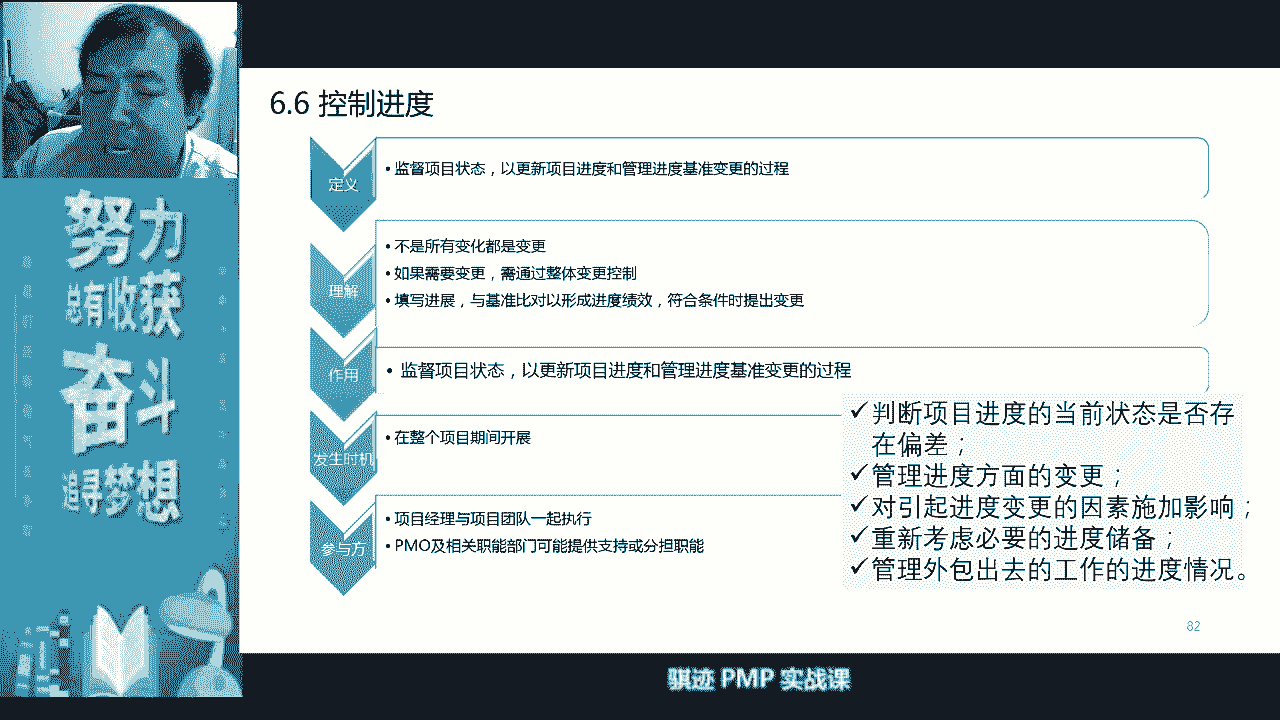 6.6 控制进度
定义
• 监督项目状态，以更新项目进度和管理进度基准变更的过程
理解
• 不是所有变化都是变更
• 如果需要变更，需通过整体变更控制
• 填写进展，与基准比对以形成进度绩效，符合条件时提出变更
作用
• 监督项目状态，以更新项目进度和管理进度基准变更的过程
发生时机
• 在整个项目期间开展
参与方
• 项目经理与项目团队一起执行
• PMO及相关职能部门可能提供支持或分担职能
✓判断项目进度的当前状态是否存
在偏差；
✓管理进度方面的变更；
✓对引起进度变更的因素施加影响；
✓重新考虑必要的进度储备；
✓管理外包出去的工作的进度情况。
82
努力
总有收获
奋斗
追寻梦想
骐迹 PMP 实战课